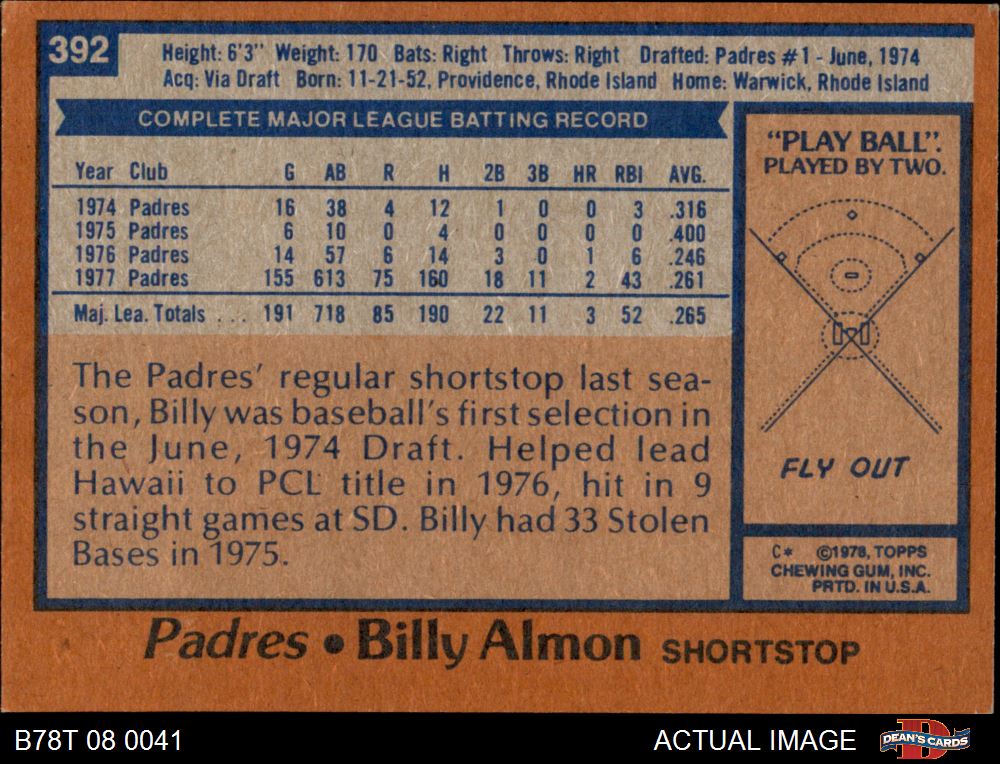 392
Height: 6'3" Weight: 170 Bats: Right Throws: Right Drafted: Padres #1 - June, 1974
Acq: Via Draft Born: 11-21-52, Providence, Rhode Island Home: Warwick, Rhode Island
COMPLETE MAJOR LEAGUE BATTING RECORD
Year Club G AB R H 2B 3B HR RBI AVG.
1974 Padres 16 38 4 12 1 0 0 3 .316
1975 Padres 6 10 0 4 0 0 0 0 .400
1976 Padres 14 57 6 14 3 0 1 6 .246
1977 Padres 155 613 75 160 18 11 2 43 .261
Maj. Lea. Totals . . . 191 718 85 190 22 11 3 52 .265
The Padres' regular shortstop last sea-
son, Billy was baseball's first selection in
the June, 1974 Draft. Helped lead
Hawaii to PCL title in 1976, hit in 9
straight games at SD. Billy had 33 Stolen
Bases in 1975.
"PLAY BALL".
PLAYED BY TWO.
FLY OUT
C* ©1978, TOPPS
CHEWING GUM, INC.
PRTD. IN U.S.A.
Padres • Billy Almon SHORTSTOP
B78T 08 0041
ACTUAL IMAGE
DEAN'S CARDS